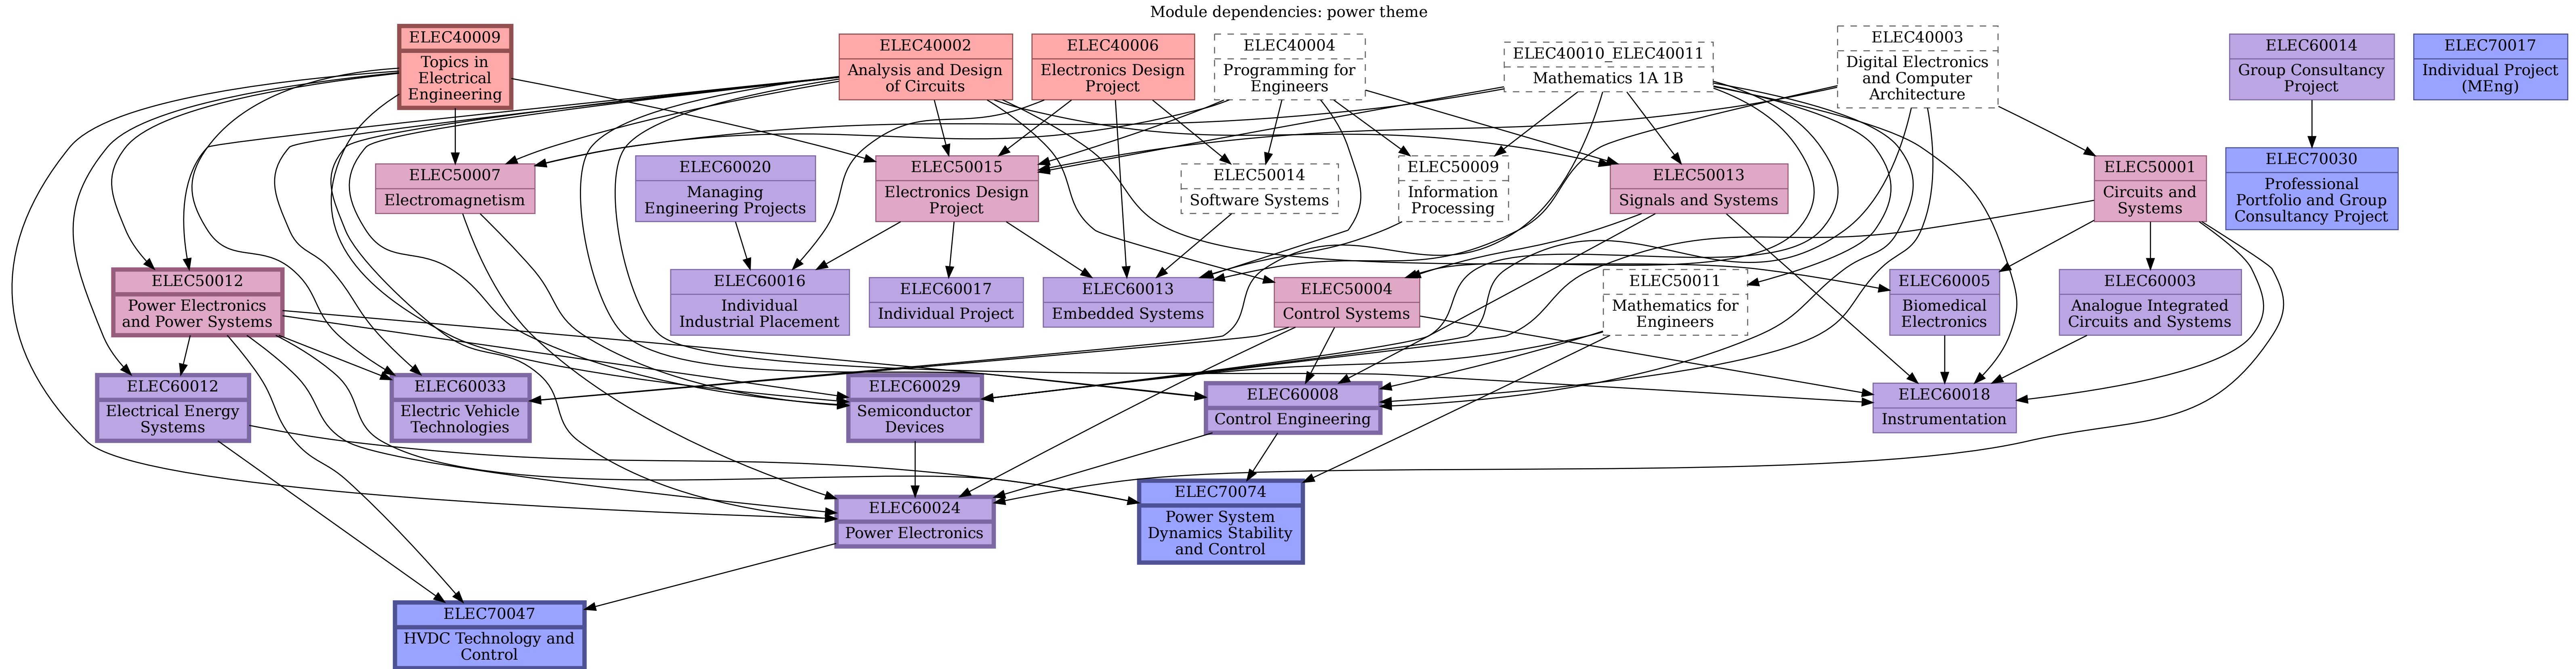 Module dependencies: power theme
ELEC40009
Topics in
Electrical
Engineering
ELEC40002
Analysis and Design
of Circuits
ELEC40006
Electronics Design
Project
ELEC40004
Programming for
Engineers
ELEC40010_ELEC40011
Mathematics 1A 1B
ELEC40003
Digital Electronics
and Computer
Architecture
ELEC60014
Group Consultancy
Project
ELEC70017
Individual Project
(MEng)
ELEC50007
Electromagnetism
ELEC60020
Managing
Engineering Projects
ELEC50015
Electronics Design
Project
ELEC50014
Software Systems
ELEC50009
Information
Processing
ELEC50013
Signals and Systems
ELEC50001
Circuits and
Systems
ELEC70030
Professional
Portfolio and Group
Consultancy Project
ELEC50012
Power Electronics
and Power Systems
ELEC60016
Individual
Industrial Placement
ELEC60017
Individual Project
ELEC60013
Embedded Systems
ELEC50004
Control Systems
ELEC50011
Mathematics for
Engineers
ELEC60005
Biomedical
Electronics
ELEC60003
Analogue Integrated
Circuits and Systems
ELEC60012
Electrical Energy
Systems
ELEC60033
Electric Vehicle
Technologies
ELEC60029
Semiconductor
Devices
ELEC60008
Control Engineering
ELEC60018
Instrumentation
ELEC60024
Power Electronics
ELEC70074
Power System
Dynamics Stability
and Control
ELEC70047
HVDC Technology and
Control